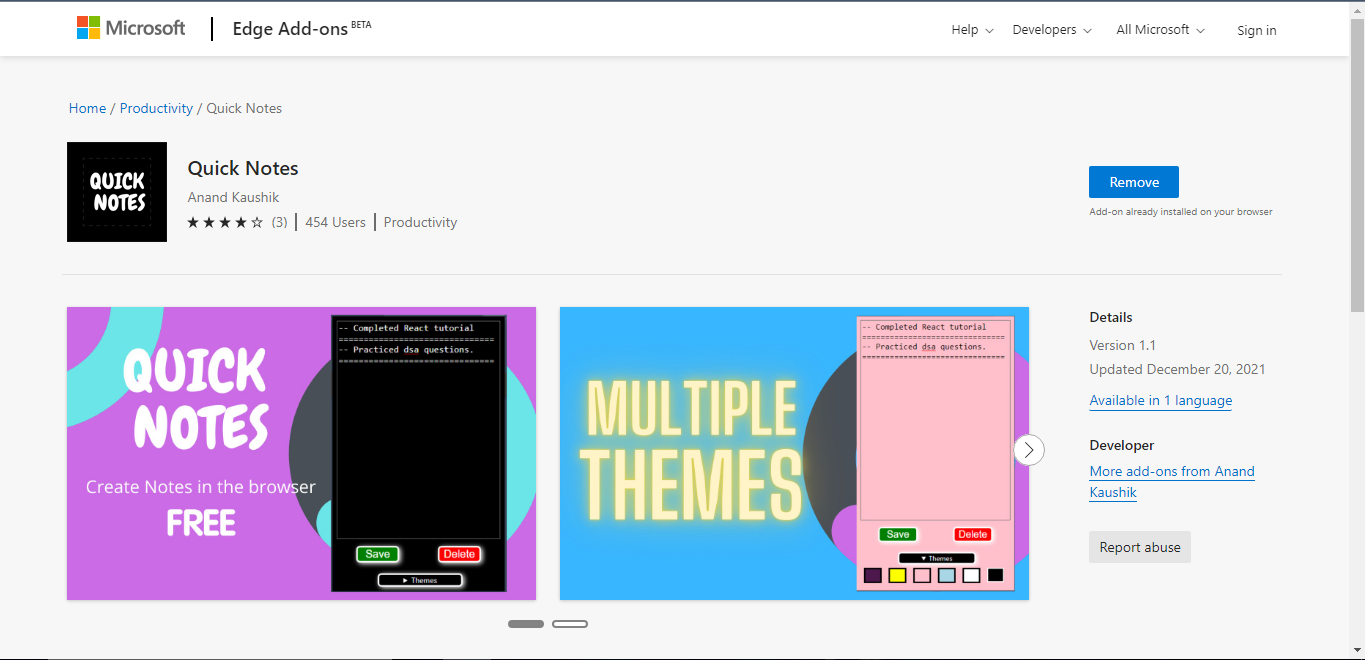 Microsoft | Edge Add-ons BETA
Help Developers All Microsoft Sign in
Home / Productivity / Quick Notes
QUICK
NOTES
Quick Notes
Anand Kaushik
★★★★☆ (3) | 454 Users | Productivity
Remove
Add-on already installed on your browser
QUICK
NOTES
Create Notes in the browser
FREE
-- Completed React tutorial
==============================
-- Practiced dsa questions.
==============================
Save Delete
► Themes
MULTIPLE
THEMES
-- Completed React tutorial
==============================
-- Practiced dsa questions.
==============================
Save Delete
▼ Themes
Details
Version 1.1
Updated December 20, 2021
Available in 1 language
Developer
More add-ons from Anand
Kaushik
Report abuse